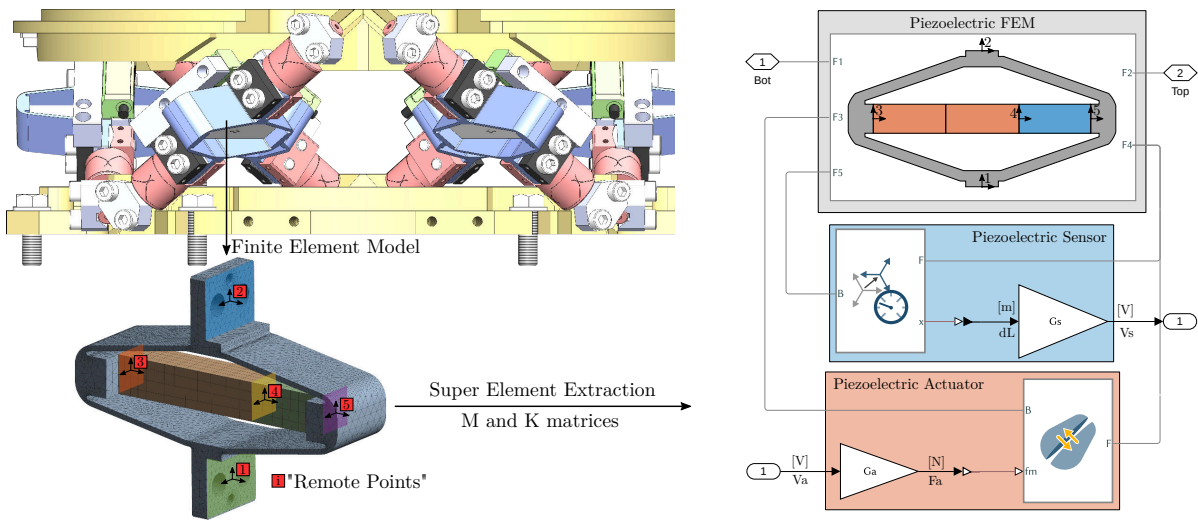 Finite Element Model
2
3
4
5
1
i "Remote Points"
Super Element Extraction
M and K matrices
Piezoelectric FEM
1
Bot
F1
F3
F5
2
3
4
5
1
F2
F4
2
Top
Piezoelectric Sensor
B
F
x
[m]
dL
Gs
[V]
Vs
1
Piezoelectric Actuator
1
[V]
Va
Ga
[N]
Fa
B
fm
F